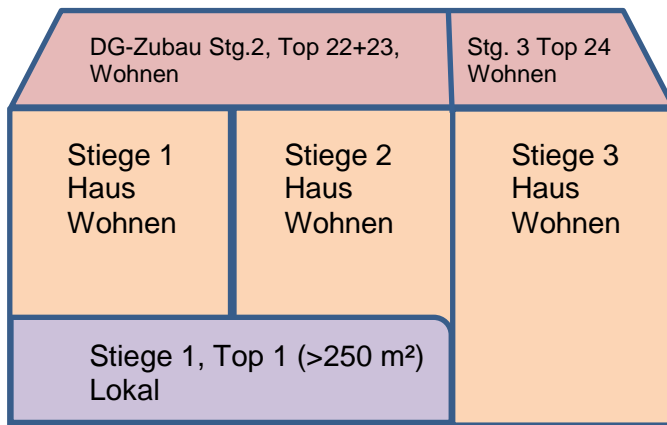 DG-Zubau Stg.2, Top 22+23,
Wohnen
Stg. 3 Top 24
Wohnen
Stiege 1
Haus
Wohnen
Stiege 2
Haus
Wohnen
Stiege 3
Haus
Wohnen
Stiege 1, Top 1 (>250 m²)
Lokal